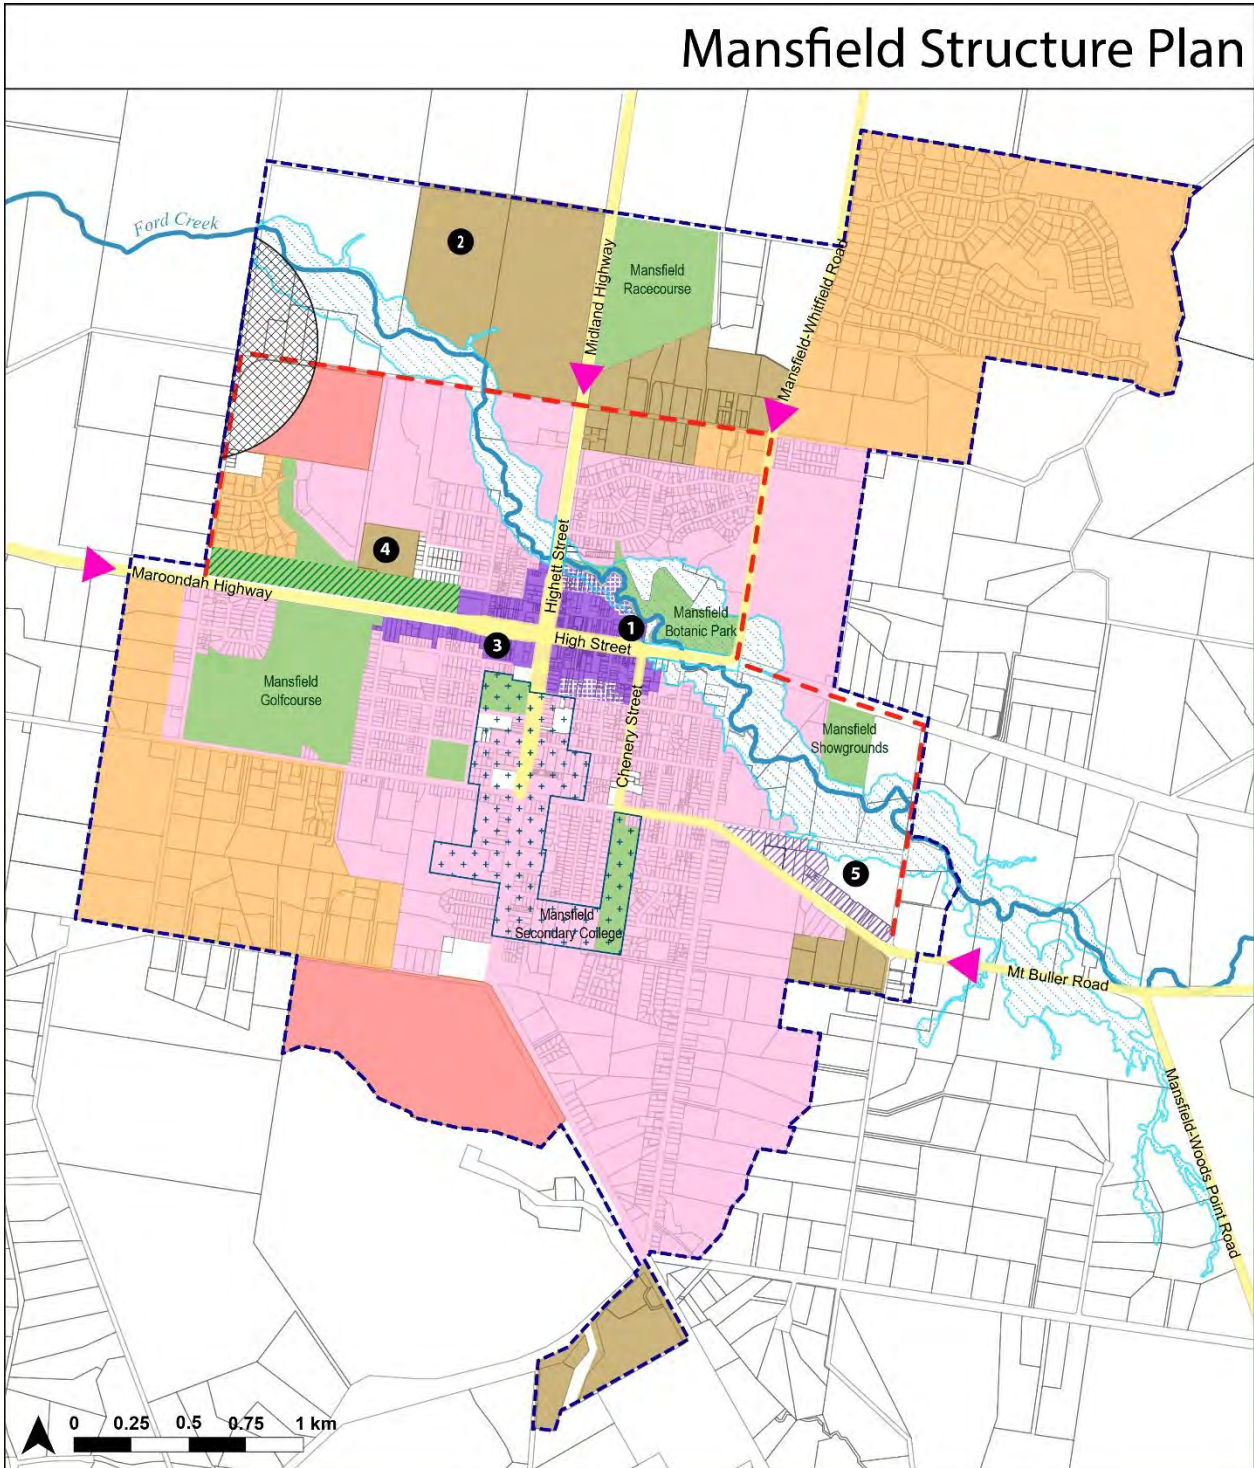 Mansfield Structure Plan
Ford Creek
2
Mansfield
Racecourse
Midland Highway
Mansfield-Whitfield Road
4
Maroondah Highway
Highett Street
1
Mansfield
Botanic Park
3
High Street
Mansfield
Golfcourse
Chenery Street
Mansfield
Showgrounds
5
Mansfield
Secondary College
Mt Buller Road
Mansfield-Woods Point Road
0 0.25 0.5 0.75 1 km